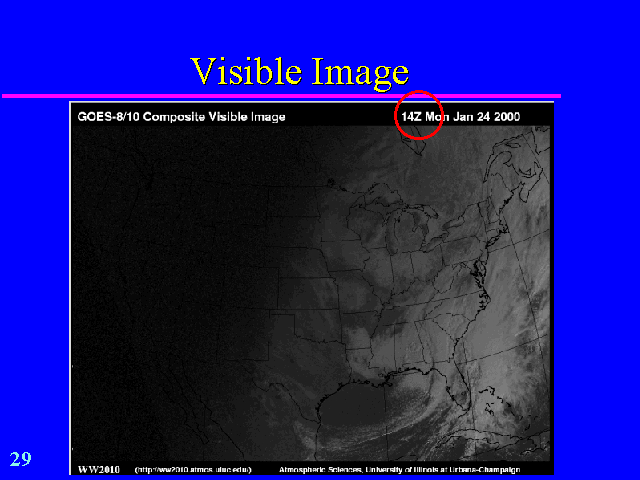 Visible Image
GOES-8/10 Composite Visible Image 14Z Mon Jan 24 2000
29
WW2010 (http://ww2010.atmos.uiuc.edu/) Atmospheric Sciences, University of Illinois at Urbana-Champaign